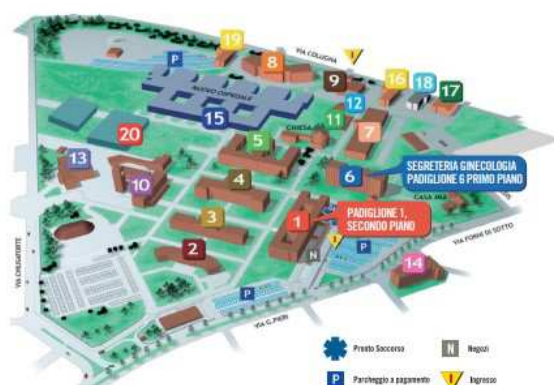 19
VIA COLUGNA
I
P
8
9
16
18
17
NUOVO OSPEDALE
12
15
11
7
CHIESA
5
20
13
10
4
6
SEGRETERIA GINECOLOGIA
PADIGLIONE 6 PRIMO PIANO
CASA MIA
3
1
PADIGLIONE 1,
SECONDO PIANO
2
N
I
P
VIA FORNI DI SOTTO
14
VIA CHIUSAFORTE
P
VIA G. PIERI
Pronto Soccorso
N Negozi
P Parcheggio a pagamento
I Ingresso